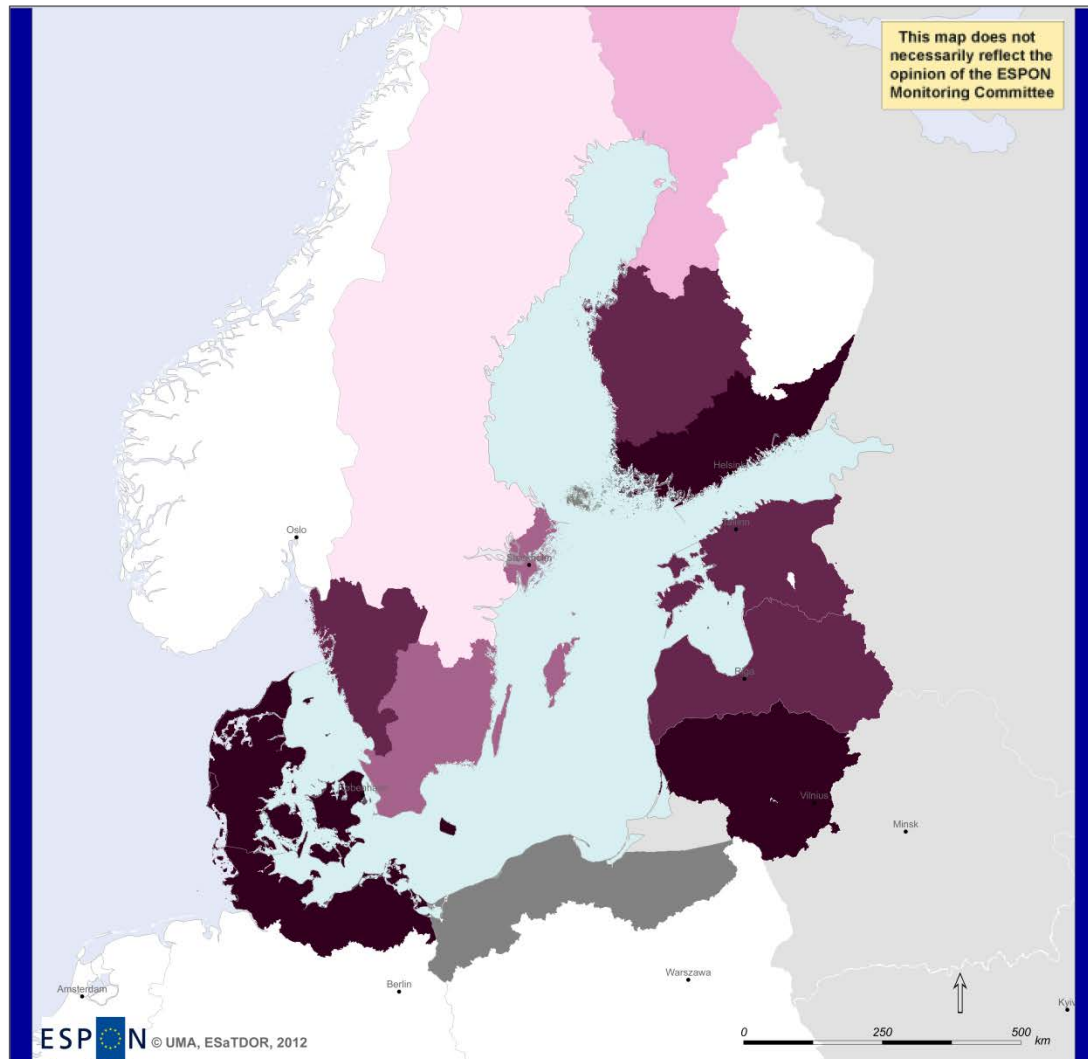 This map does not
necessarily reflect the
opinion of the ESPON
Monitoring Committee
Helsinki
Oslo
Tallinn
Stockholm
Riga
København
Vilnius
Minsk
Warszawa
Berlin
Amsterdam
Kyiv
0 250 500
km
ESPON © UMA, ESaTDOR, 2012